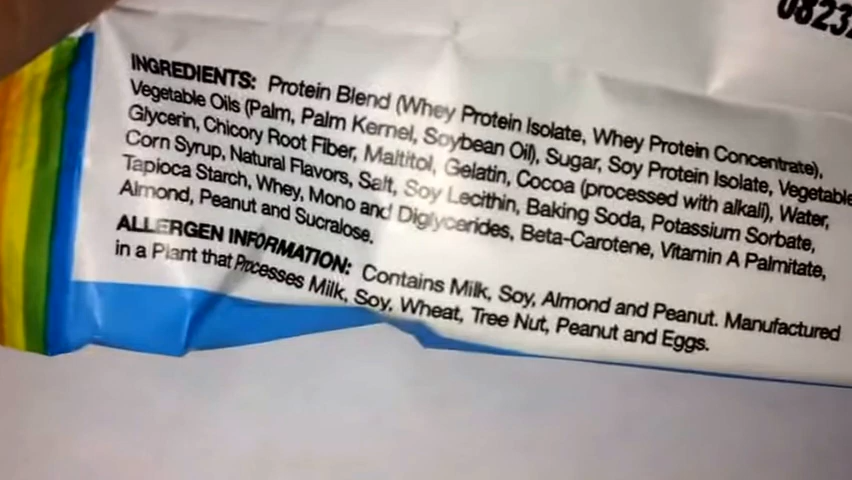 0823
INGREDIENTS: Protein Blend (Whey Protein Isolate, Whey Protein Concentrate),
Vegetable Oils (Palm, Palm Kernel, Soybean Oil), Sugar, Soy Protein Isolate, Vegetable
Glycerin, Chicory Root Fiber, Maltitol, Gelatin, Cocoa (processed with alkali), Water,
Corn Syrup, Natural Flavors, Salt, Soy Lecithin, Baking Soda, Potassium Sorbate,
Tapioca Starch, Whey, Mono and Diglycerides, Beta-Carotene, Vitamin A Palmitate,
Almond, Peanut and Sucralose.
ALLERGEN INFORMATION: Contains Milk, Soy, Almond and Peanut. Manufactured
in a Plant that Processes Milk, Soy, Wheat, Tree Nut, Peanut and Eggs.